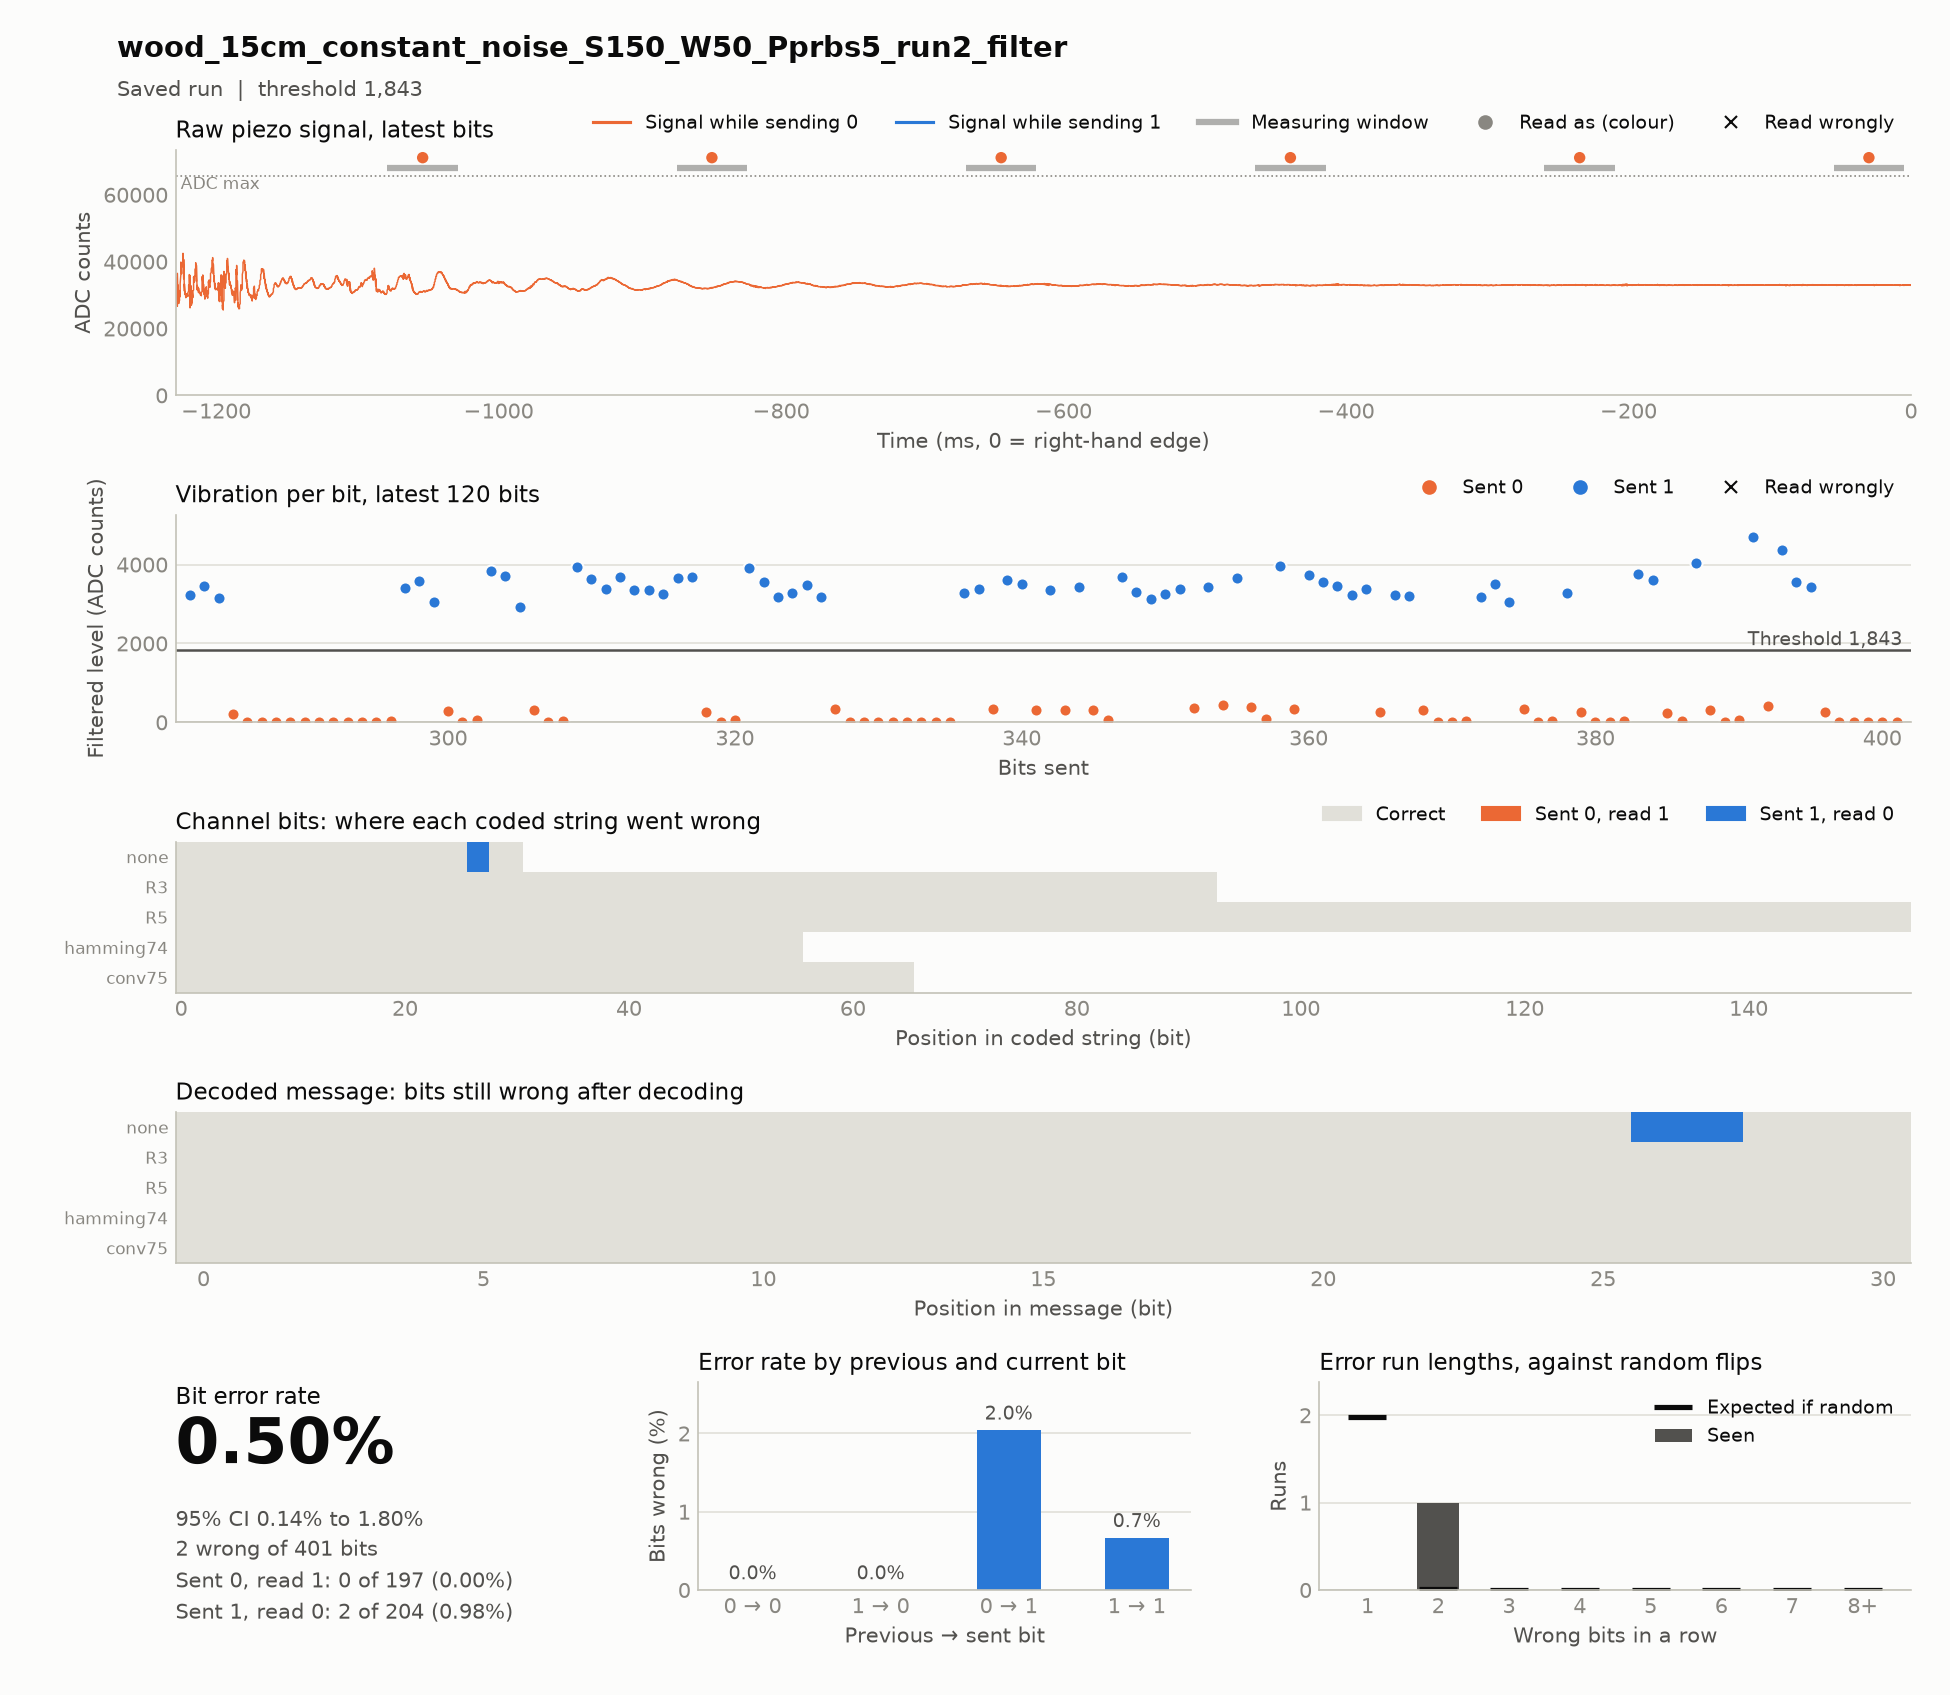 wood_15cm_constant_noise_S150_W50_Pprbs5_run2_filter
Saved run | threshold 1,843
Raw piezo signal, latest bits
Signal while sending 0
Signal while sending 1
Measuring window
Read as (colour)
Read wrongly
ADC max
ADC counts
60000
40000
20000
0
−1200
−1000
−800
−600
−400
−200
0
Time (ms, 0 = right-hand edge)
Vibration per bit, latest 120 bits
Sent 0
Sent 1
Read wrongly
Filtered level (ADC counts)
4000
2000
0
Threshold 1,843
300
320
340
360
380
400
Bits sent
Channel bits: where each coded string went wrong
Correct
Sent 0, read 1
Sent 1, read 0
none
R3
R5
hamming74
conv75
0
20
40
60
80
100
120
140
Position in coded string (bit)
Decoded message: bits still wrong after decoding
none
R3
R5
hamming74
conv75
0
5
10
15
20
25
30
Position in message (bit)
Bit error rate
0.50%
95% CI 0.14% to 1.80%
2 wrong of 401 bits
Sent 0, read 1: 0 of 197 (0.00%)
Sent 1, read 0: 2 of 204 (0.98%)
Error rate by previous and current bit
Bits wrong (%)
2
1
0
0.0%
0.0%
2.0%
0.7%
0 → 0
1 → 0
0 → 1
1 → 1
Previous → sent bit
Error run lengths, against random flips
Expected if random
Seen
Runs
2
1
0
1
2
3
4
5
6
7
8+
Wrong bits in a row